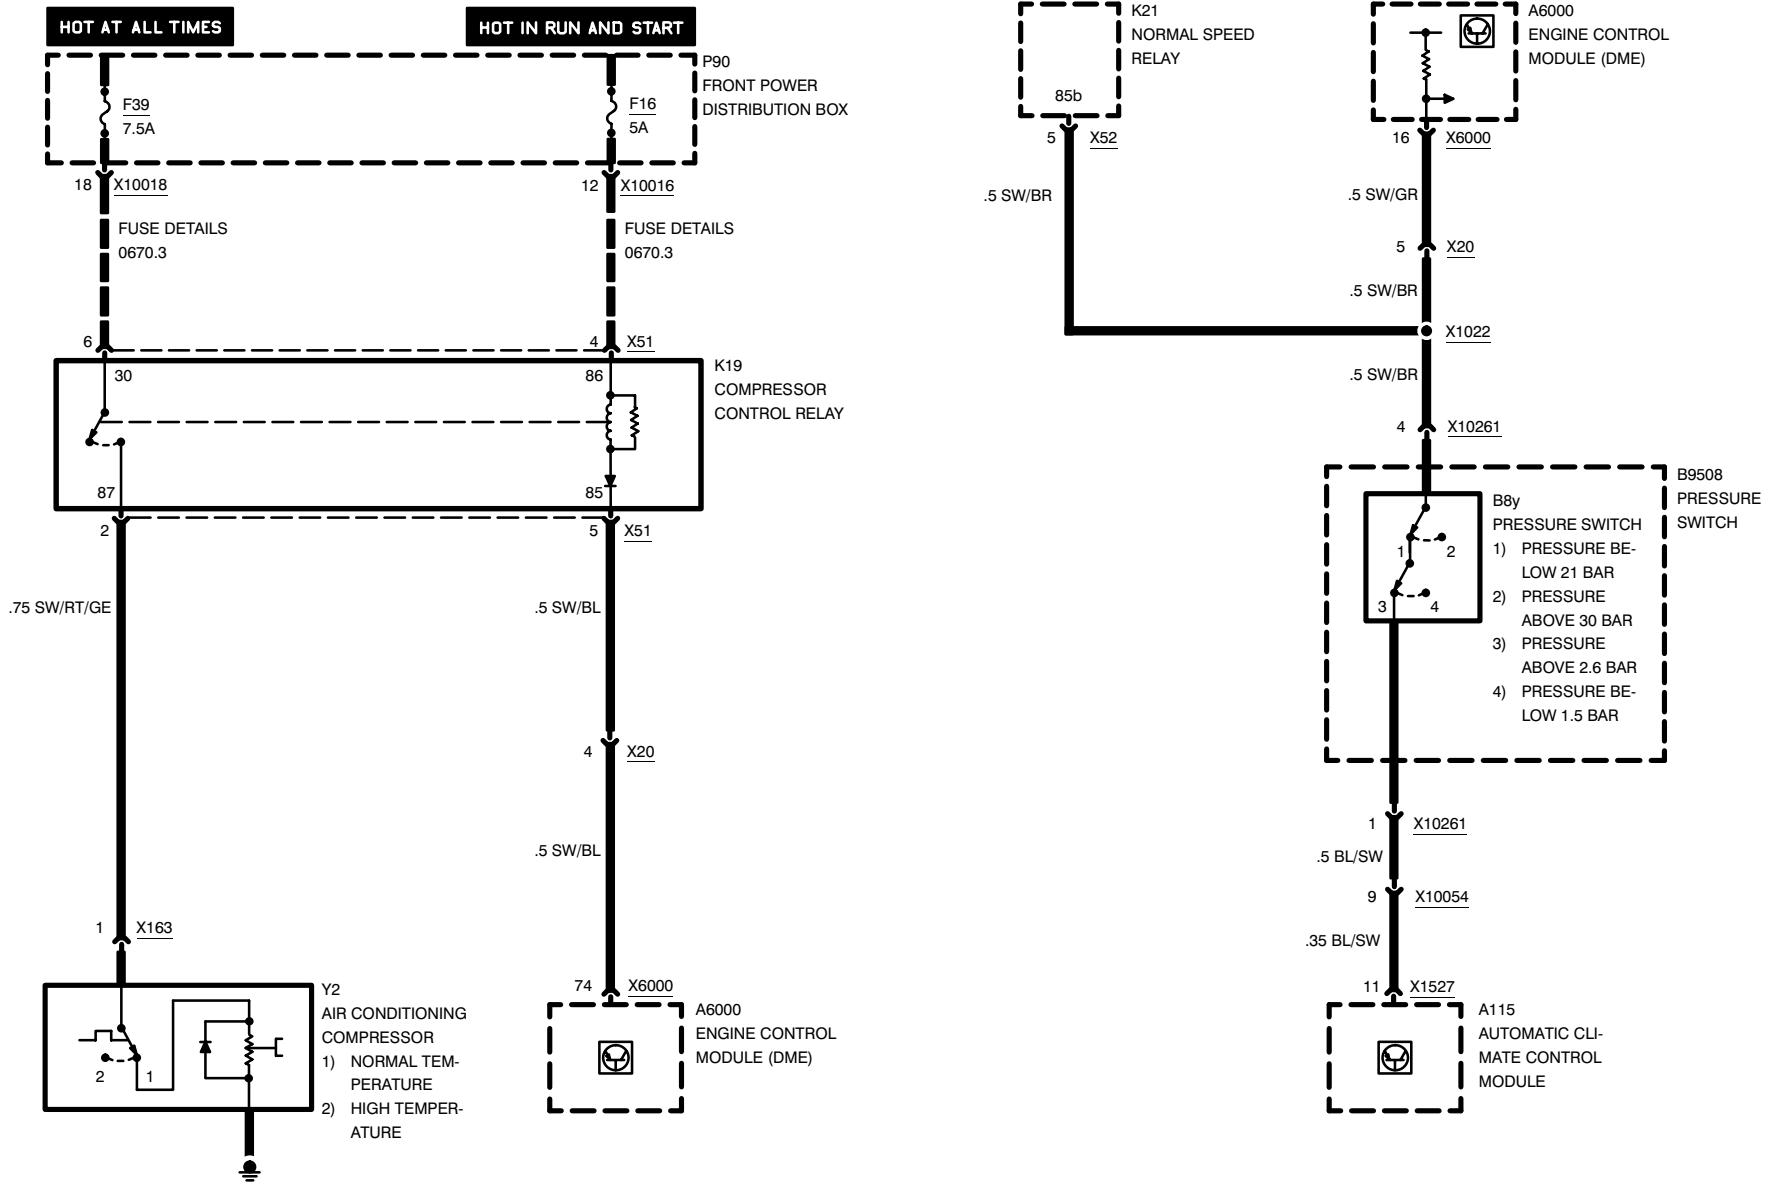 HOT AT ALL TIMES
HOT IN RUN AND START
P90
FRONT POWER
DISTRIBUTION BOX
F39
7.5A
F16
5A
18 X10018
12 X10016
FUSE DETAILS
0670.3
FUSE DETAILS
0670.3
6
4 X51
K19
COMPRESSOR
CONTROL RELAY
30
86
87
85
2
5 X51
.75 SW/RT/GE
.5 SW/BL
4 X20
.5 SW/BL
1 X163
74 X6000
Y2
AIR CONDITIONING
COMPRESSOR
1) NORMAL TEM-
PERATURE
2) HIGH TEMPER-
ATURE
2
1
A6000
ENGINE CONTROL
MODULE (DME)
K21
NORMAL SPEED
RELAY
85b
5 X52
.5 SW/BR
A6000
ENGINE CONTROL
MODULE (DME)
16 X6000
.5 SW/GR
5 X20
.5 SW/BR
X1022
.5 SW/BR
4 X10261
B9508
PRESSURE
SWITCH
B8y
PRESSURE SWITCH
1) PRESSURE BE-
LOW 21 BAR
2) PRESSURE
ABOVE 30 BAR
3) PRESSURE
ABOVE 2.6 BAR
4) PRESSURE BE-
LOW 1.5 BAR
1
2
3
4
1 X10261
.5 BL/SW
9 X10054
.35 BL/SW
11 X1527
A115
AUTOMATIC CLI-
MATE CONTROL
MODULE